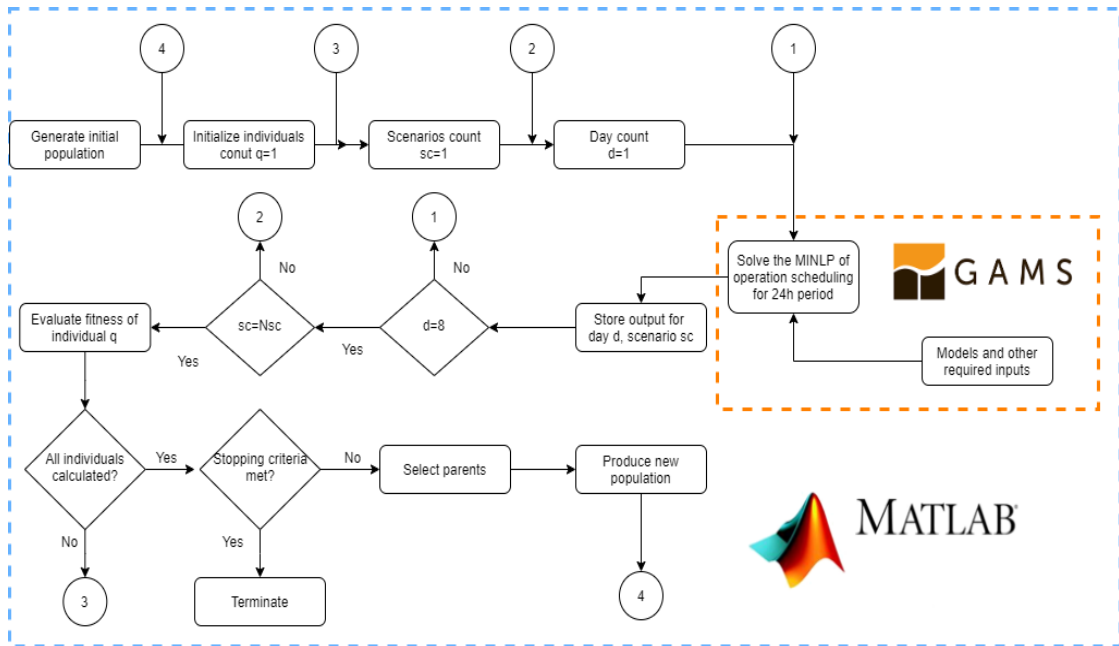 4
3
2
1
Generate initial
population
Initialize individuals
conut q=1
Scenarios count
sc=1
Day count
d=1
2
1
No
No
Solve the MINLP of
operation scheduling
for 24h period
GAMS
Evaluate fitness of
individual q
sc=Nsc
d=8
Store output for
day d, scenario sc
Yes
Yes
Models and other
required inputs
All individuals
calculated?
Yes
Stopping criteria
met?
No
Select parents
Produce new
population
MATLAB
No
Yes
3
Terminate
4